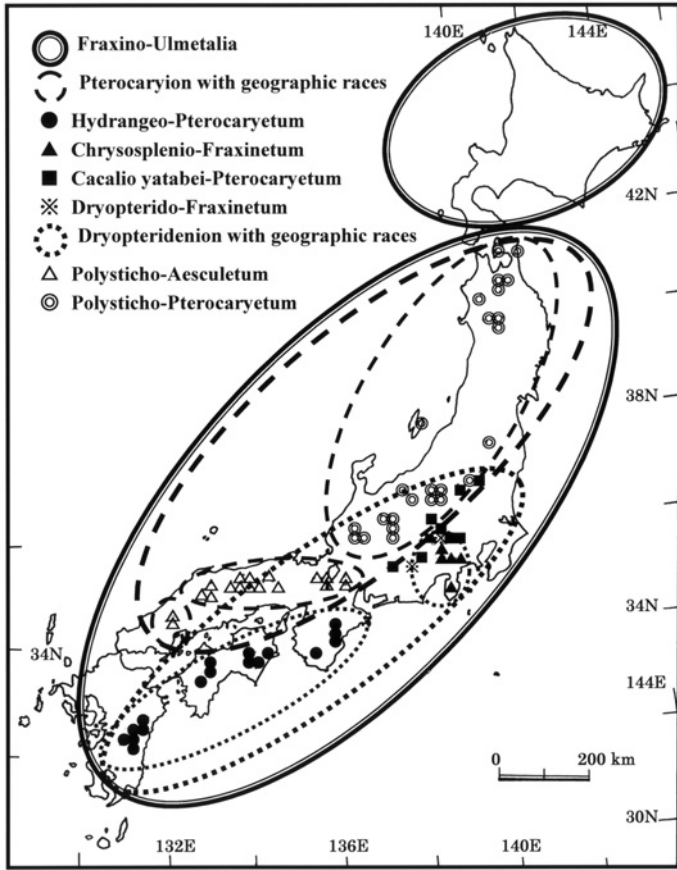 140E 144E
Fraxino-Ulmetalia
Pterocaryion with geographic races
Hydrangeo-Pterocaryetum
Chrysosplenio-Fraxinetum
Cacalio yatabei-Pterocaryetum
Dryopterido-Fraxinetum
Dryopteridenion with geographic races
Polysticho-Aesculetum
Polysticho-Pterocaryetum
42N
38N
34N
34N
144E
0 200 km
30N
132E 136E 140E